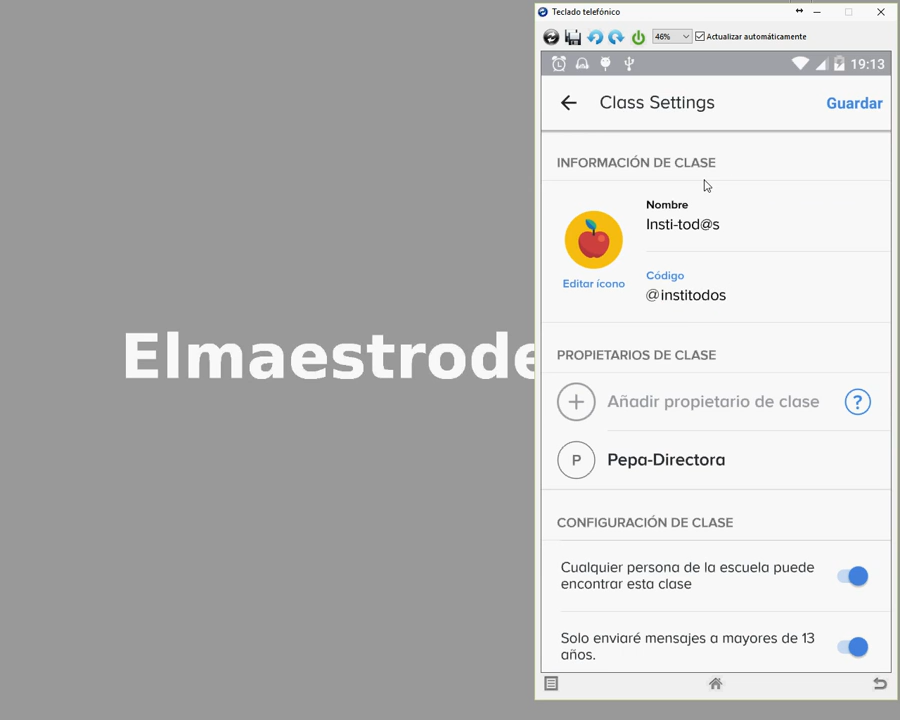 Teclado telefónico
46%
Actualizar automáticamente
19:13
Class Settings
Guardar
INFORMACIÓN DE CLASE
Nombre
Insti-tod@s
Editar ícono
Código
@institodos
PROPIETARIOS DE CLASE
Añadir propietario de clase
?
P
Pepa-Directora
CONFIGURACIÓN DE CLASE
Cualquier persona de la escuela puede
encontrar esta clase
Solo enviaré mensajes a mayores de 13
años.
Elmaestrode